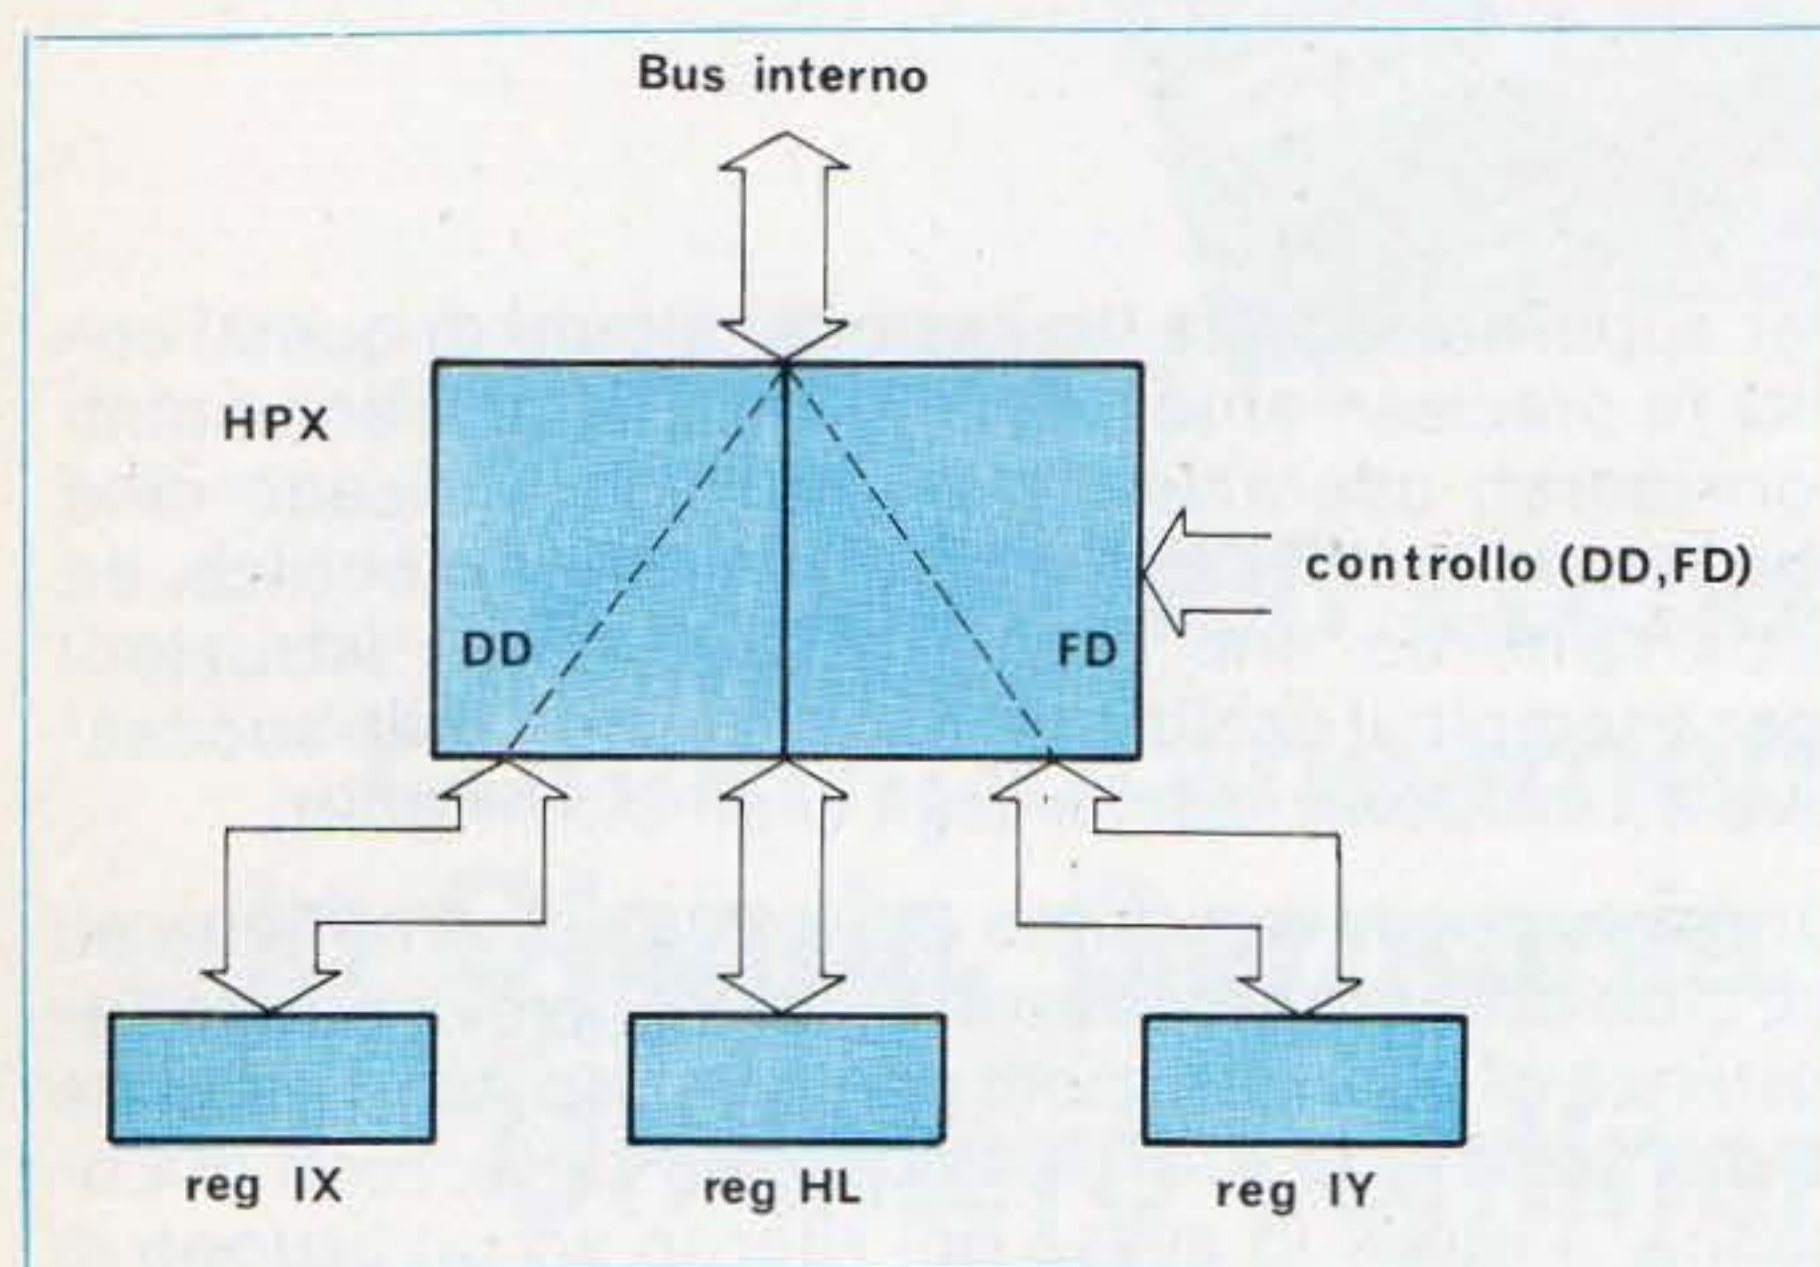 Bus interno
HPX
controllo (DD,FD)
DD
FD
reg IX
reg HL
reg IY